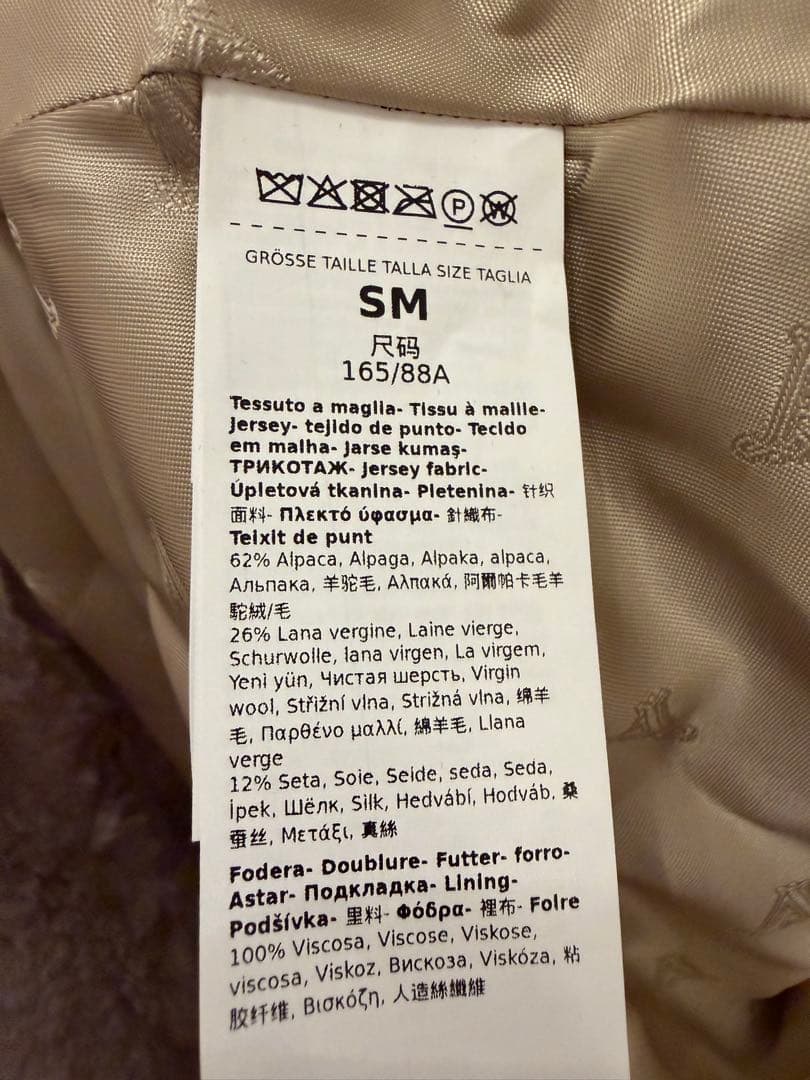 P W
GRÖSSE TAILLE TALLA SIZE TAGLIA
SM
尺码
165/88A
Tessuto a maglia- Tissu à maille-
Jersey- tejido de punto- Tecido
em malha- Jarse kumaş-
ТРИКОТАЖ- Jersey fabric-
Úpletová tkanina- Pletenina- 针织
面料- Πλεκτό ύφασμα- 針織布-
Teixit de punt
62% Alpaca, Alpaga, Alpaka, alpaca,
Альпака, 羊驼毛, Αλπακά, 阿爾帕卡毛羊
駝絨/毛
26% Lana vergine, Laine vierge,
Schurwolle, lana virgen, La virgem,
Yeni yün, Чистая шерсть, Virgin
wool, Střižní vlna, Strižná vlna, 绵羊
毛, Παρθένο μαλλί, 綿羊毛, Llana
verge
12% Seta, Soie, Seide, seda, Seda,
İpek, Шёлк, Silk, Hedvábí, Hodváb, 桑
蚕丝, Μετάξι, 真絲
Fodera- Doublure- Futter- forro-
Astar- Подкладка- Lining-
Podšívka- 里料- Φόδρα- 裡布- Folre
100% Viscosa, Viscose, Viskose,
viscosa, Viskoz, Вискоза, Viskóza, 粘
胶纤维, Βισκόζη, 人造絲纖維